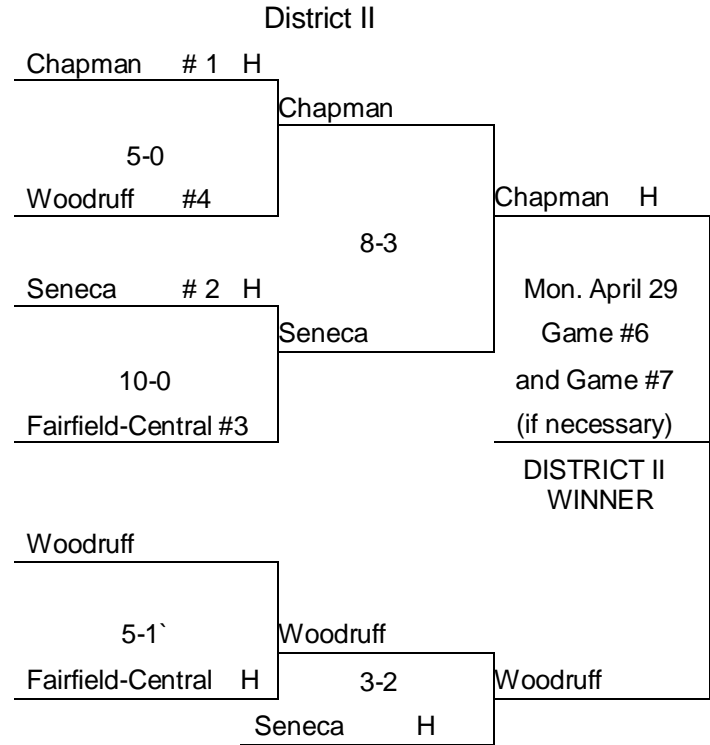 District II
Chapman # 1 H
Chapman
5-0
Woodruff #4
Chapman H
8-3
Seneca # 2 H
Mon. April 29
Seneca
Game #6
10-0
and Game #7
Fairfield-Central #3
(if necessary)
DISTRICT II
WINNER
Woodruff
5-1`
Woodruff
Fairfield-Central H
3-2
Woodruff
Seneca H